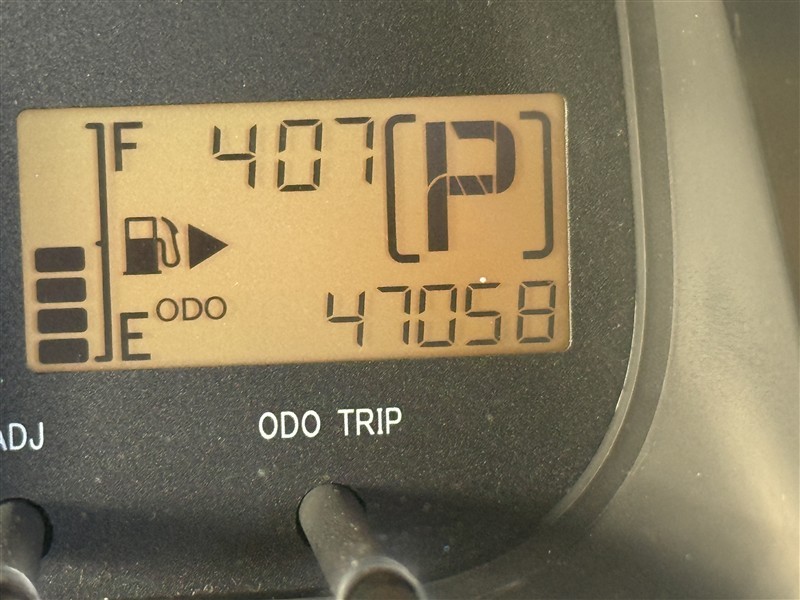 F 407 [P]
ODO 47058
E
ADJ ODO TRIP